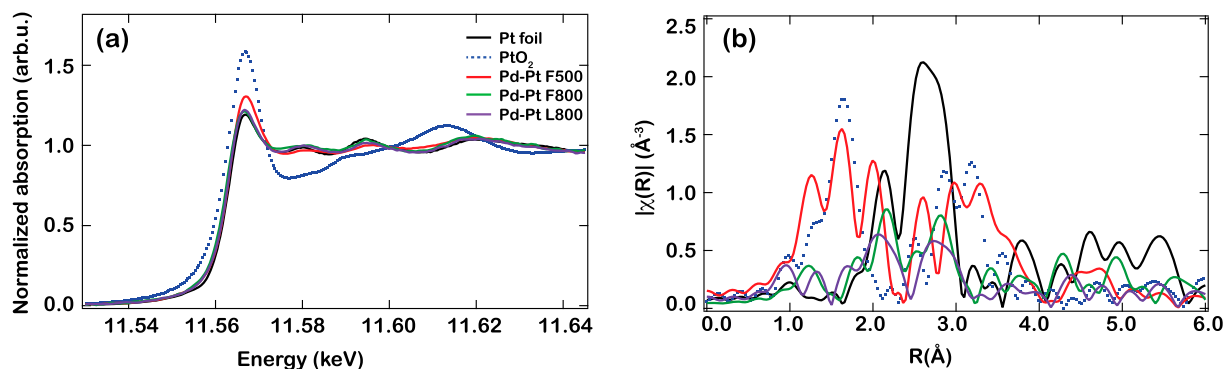 (a)
Normalized absorption (arb.u.)
1.5
1.0
0.5
0.0
Pt foil
PtO2
Pd-Pt F500
Pd-Pt F800
Pd-Pt L800
11.54 11.56 11.58 11.60 11.62 11.64
Energy (keV)
(b)
|χ(R)| (Å-3)
2.0
1.5
1.0
0.5
0.0
0.0 1.0 2.0 3.0 4.0 5.0 6.0
R(Å)